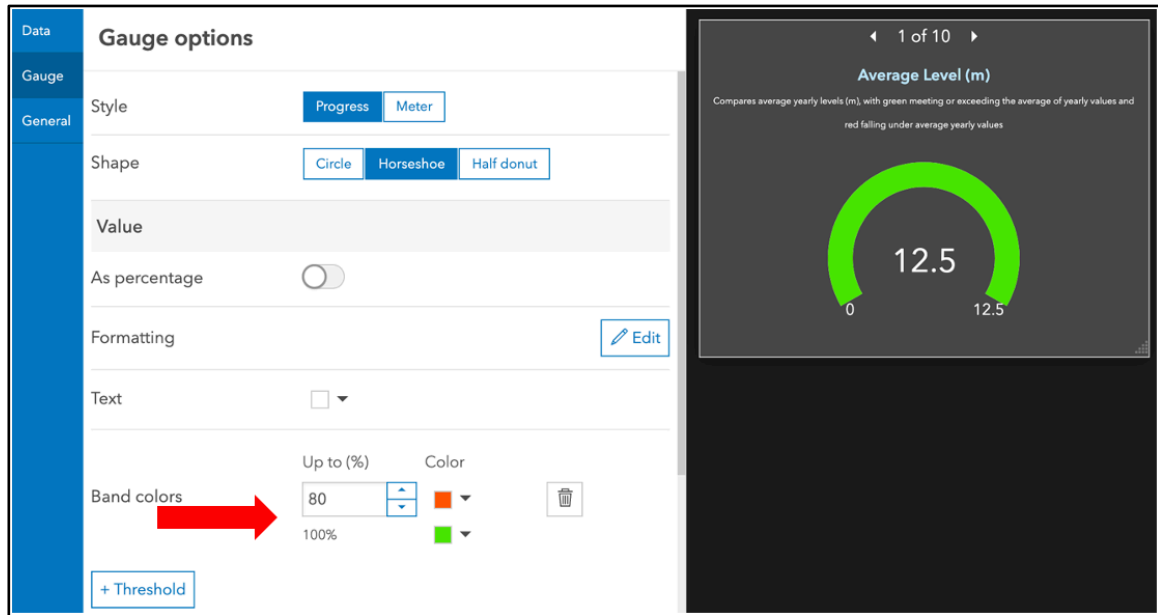 Data
Gauge
General
Gauge options
Style
Progress
Meter
Shape
Circle
Horseshoe
Half donut
Value
As percentage
Formatting
Edit
Text
Up to (%)
Color
Band colors
80
100%
+ Threshold
1 of 10
Average Level (m)
Compares average yearly levels (m), with green meeting or exceeding the average of yearly values and
red falling under average yearly values
12.5
0
12.5